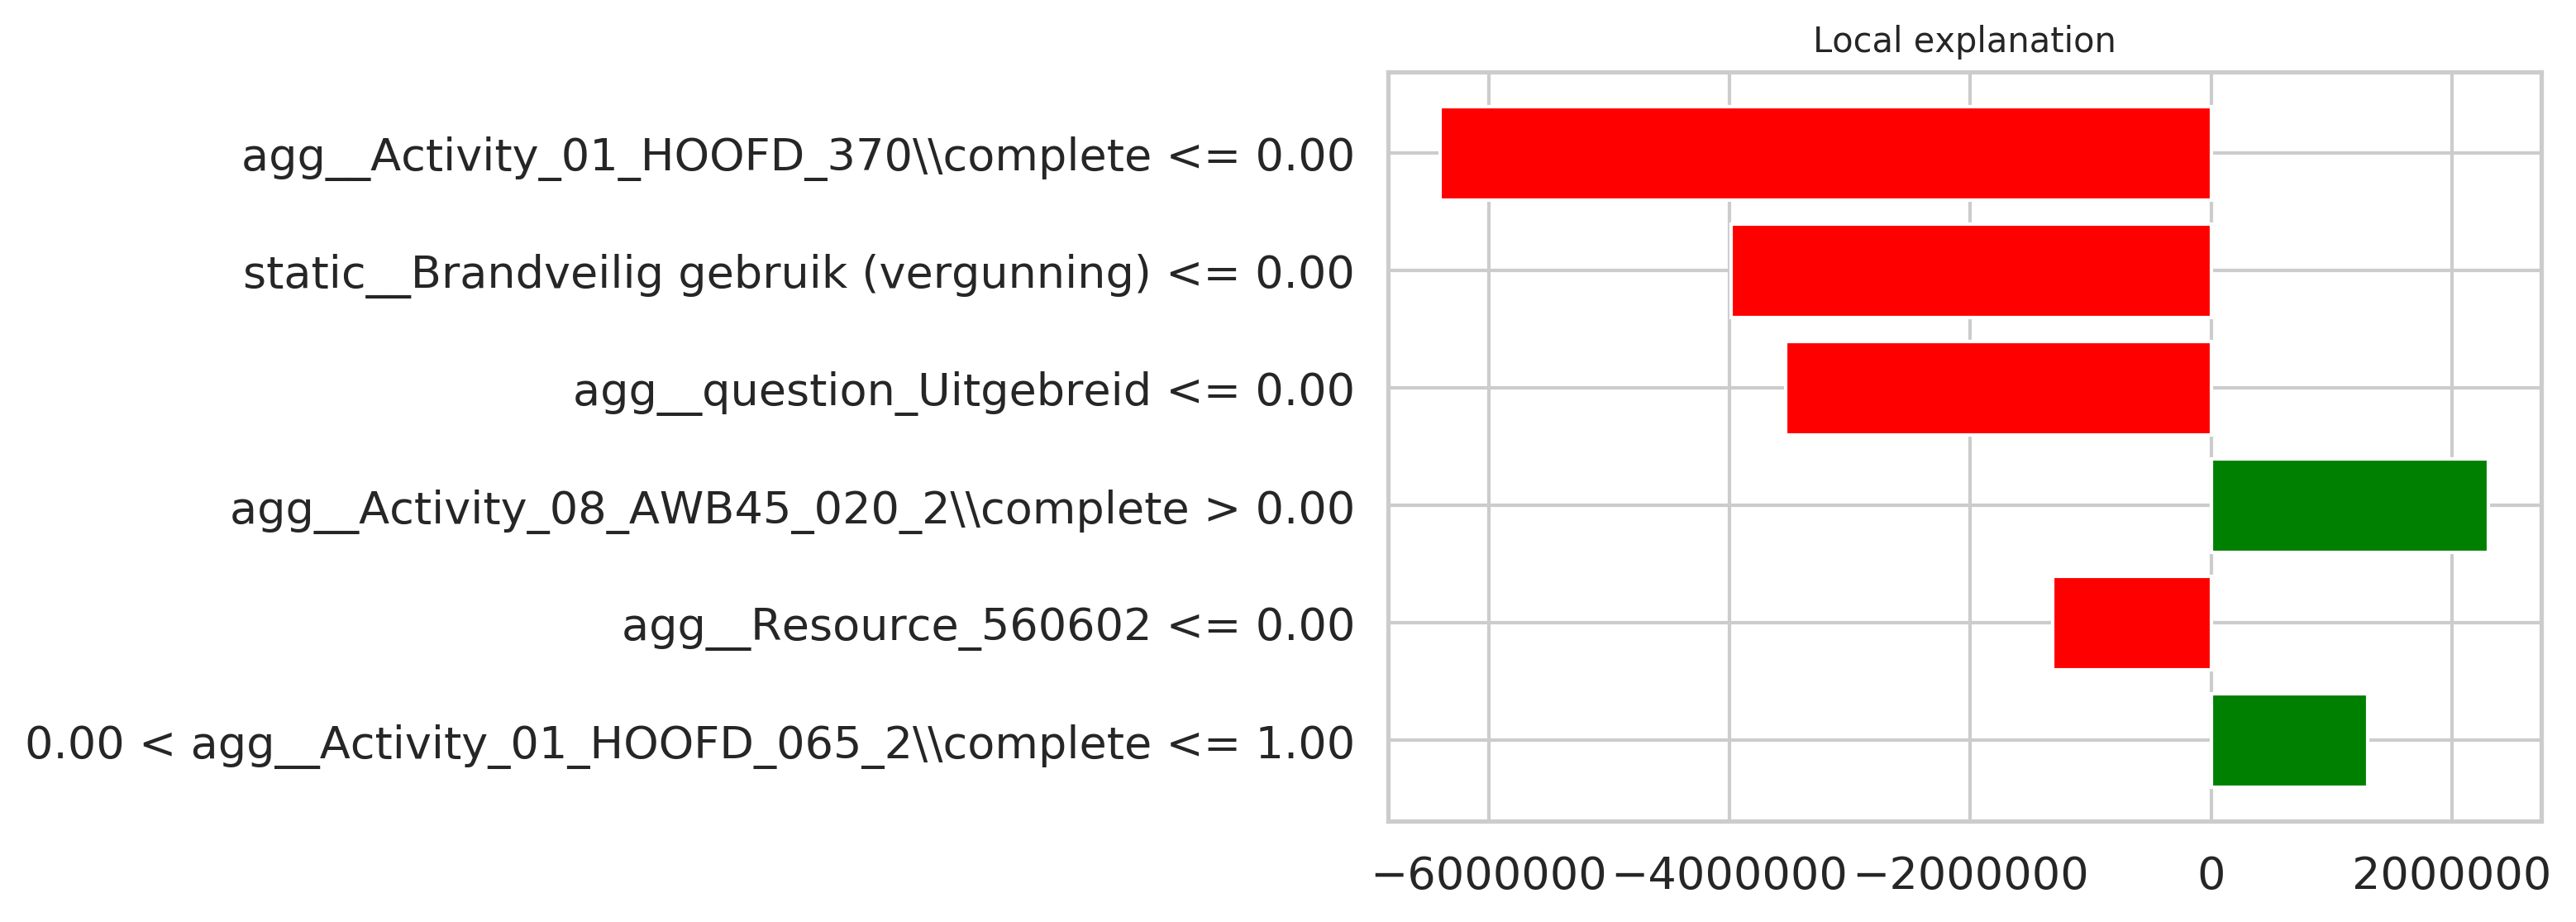 Local explanation
agg__Activity_01_HOOFD_370\\complete <= 0.00
static__Brandveilig gebruik (vergunning) <= 0.00
agg__question_Uitgebreid <= 0.00
agg__Activity_08_AWB45_020_2\\complete > 0.00
agg__Resource_560602 <= 0.00
0.00 < agg__Activity_01_HOOFD_065_2\\complete <= 1.00
−6000000 −4000000 −2000000 0 2000000